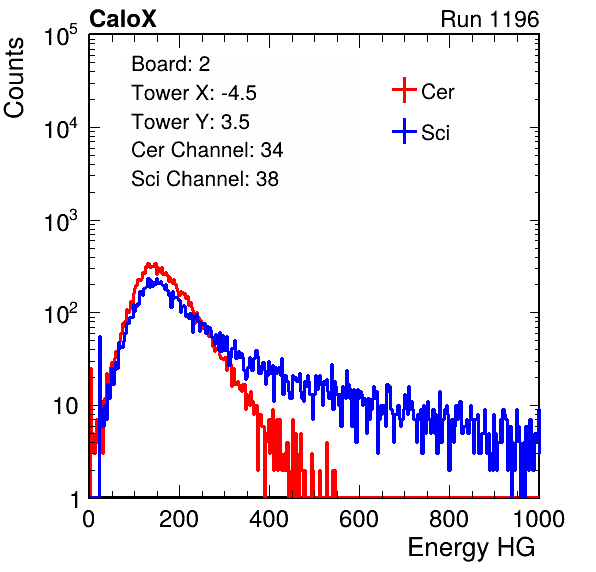 CaloX Run 1196
Counts
Board: 2
Tower X: -4.5
Tower Y: 3.5
Cer Channel: 34
Sci Channel: 38
Cer
Sci
10^5
10^4
10^3
10^2
10
1
0 200 400 600 800 1000
Energy HG